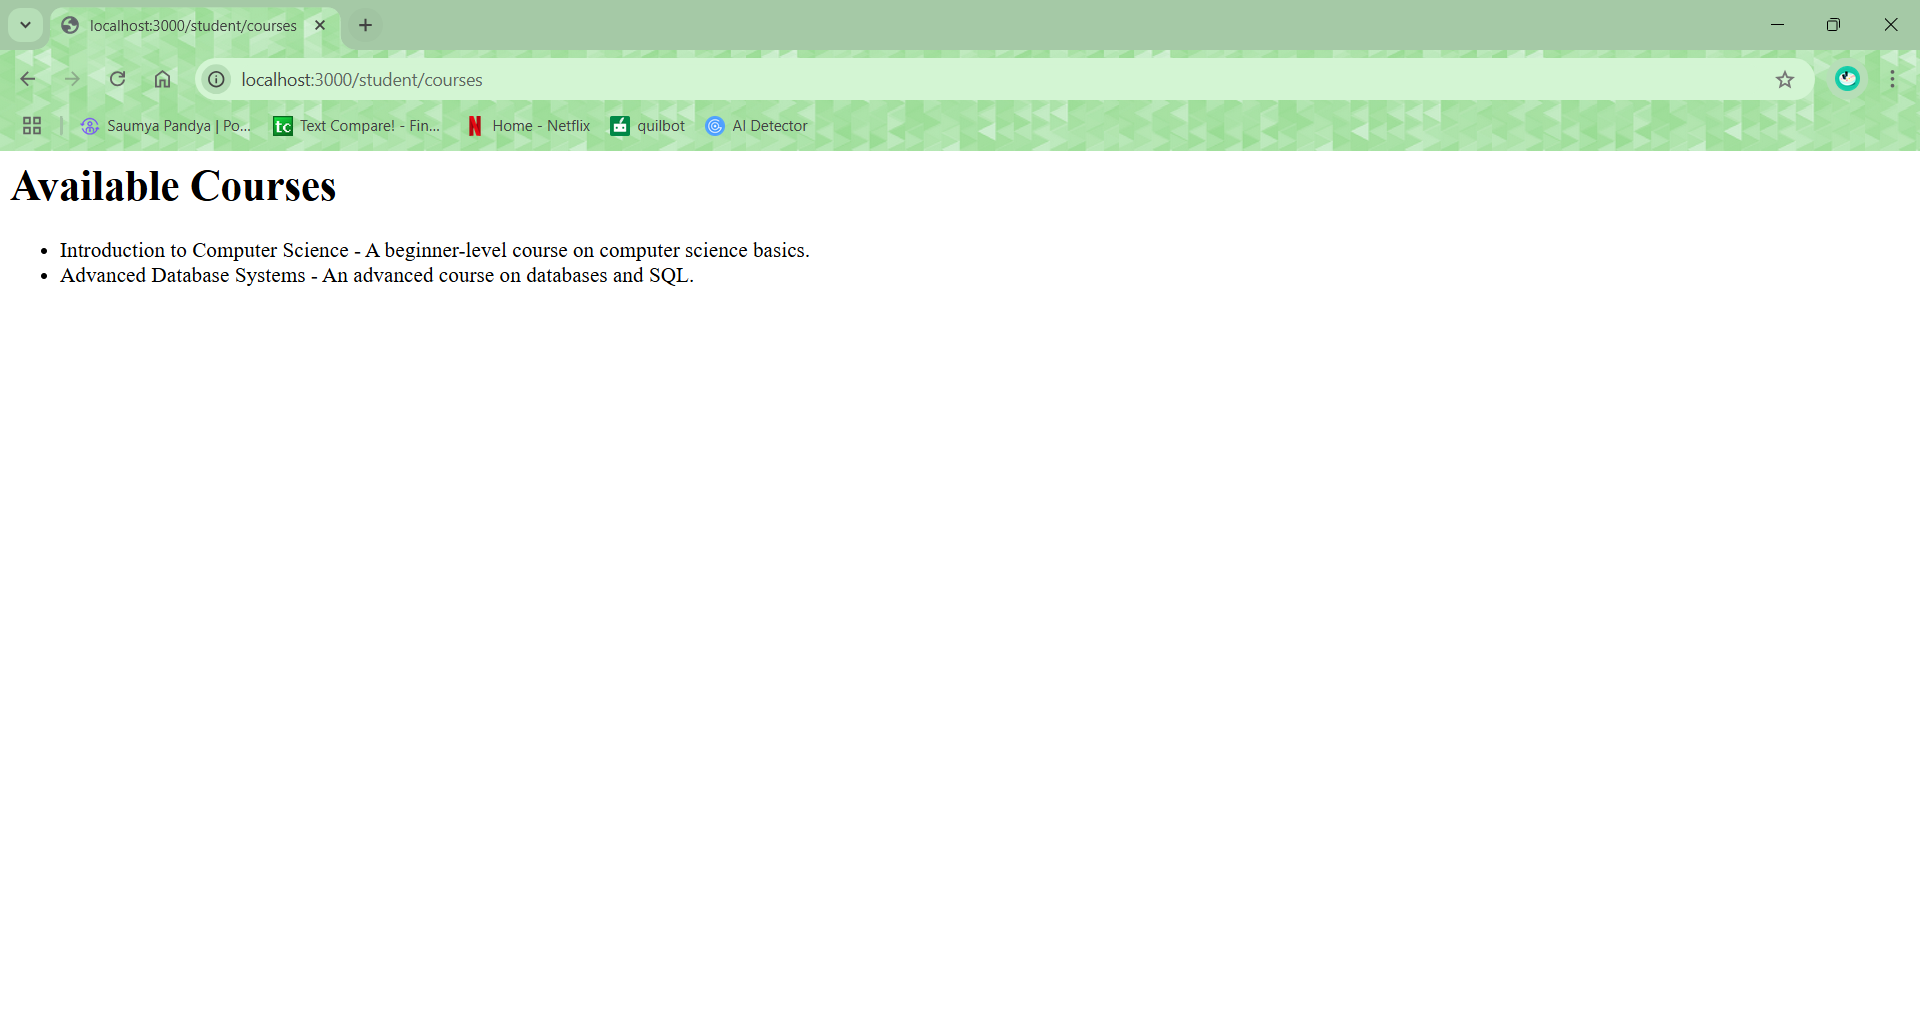 localhost:3000/student/courses
localhost:3000/student/courses
Saumya Pandya | Po... tc Text Compare! - Fin... N Home - Netflix quilbot AI Detector
Available Courses
• Introduction to Computer Science - A beginner-level course on computer science basics.
• Advanced Database Systems - An advanced course on databases and SQL.